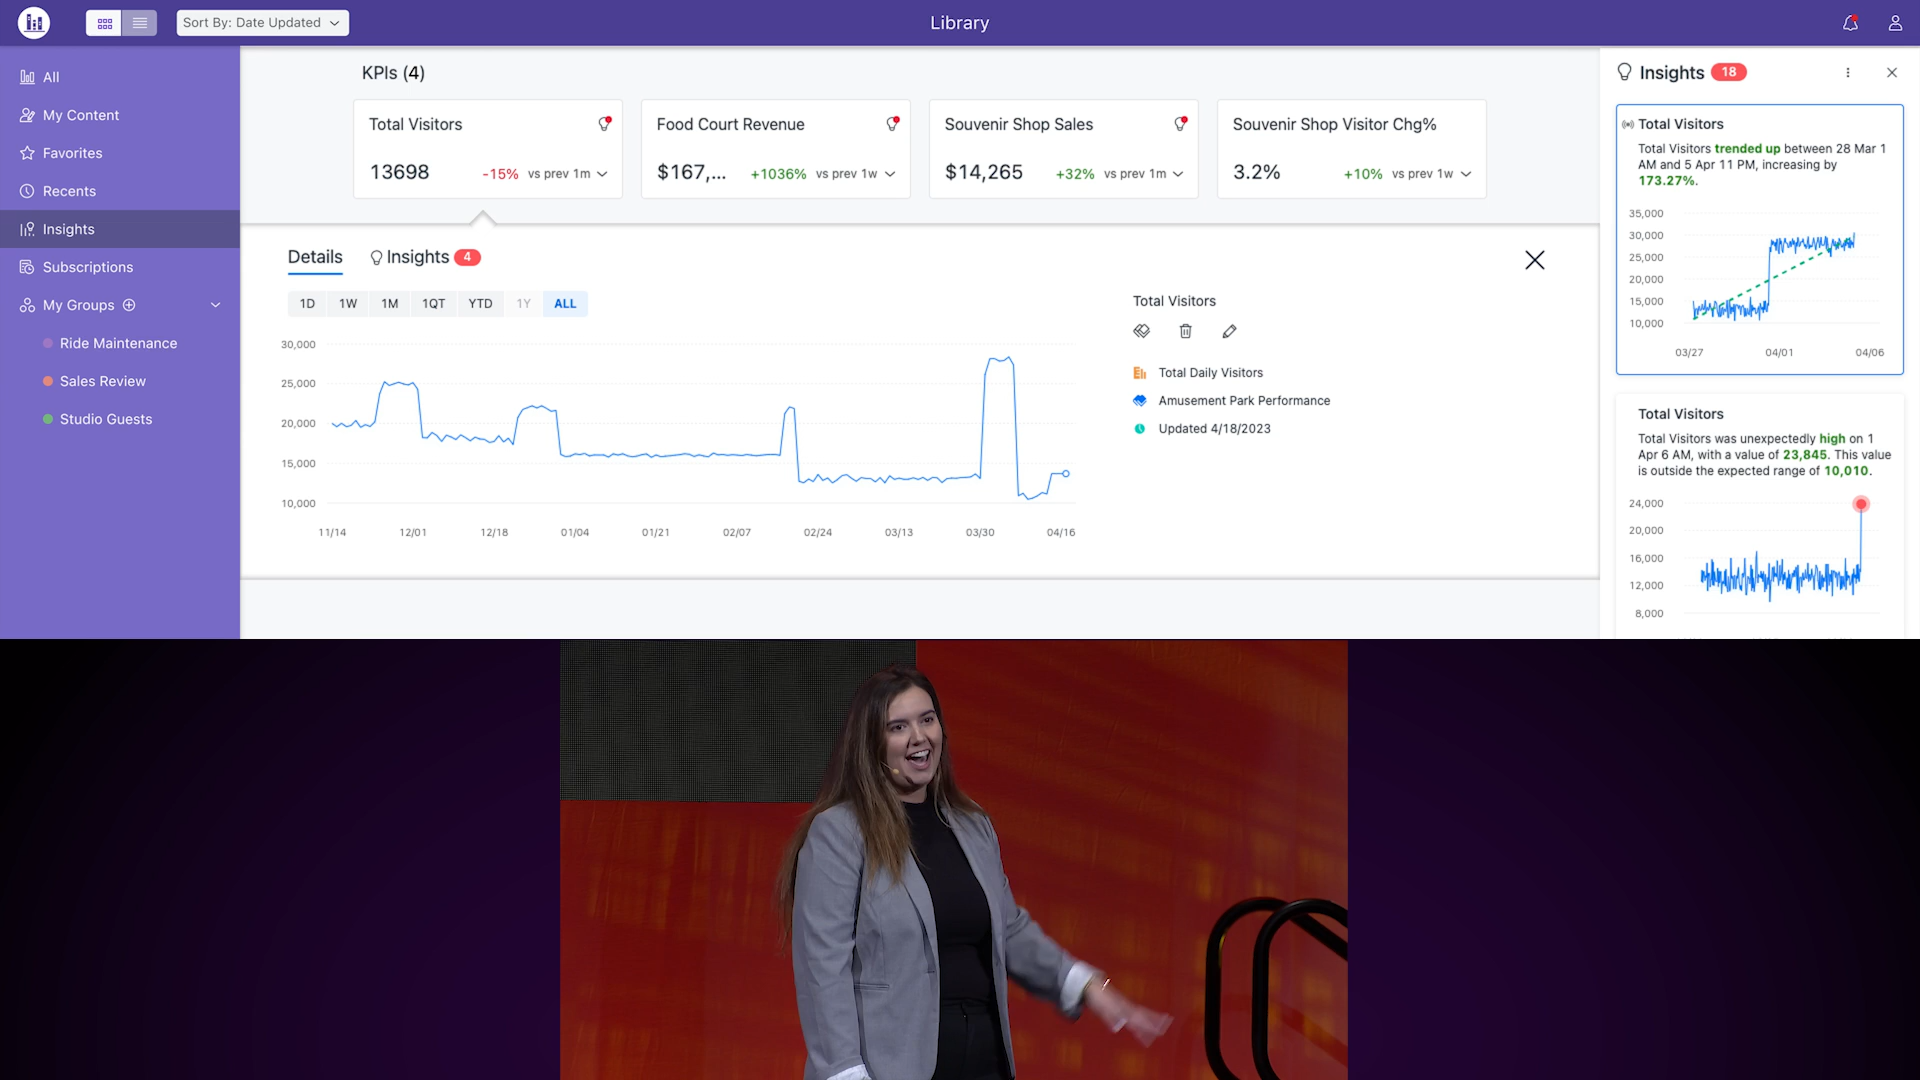 Sort By: Date Updated
Library
All
My Content
Favorites
Recents
Insights
Subscriptions
My Groups
Ride Maintenance
Sales Review
Studio Guests
KPIs (4)
Total Visitors
13698 -15% vs prev 1m
Food Court Revenue
$167,... +1036% vs prev 1w
Souvenir Shop Sales
$14,265 +32% vs prev 1m
Souvenir Shop Visitor Chg%
3.2% +10% vs prev 1w
Details Insights 4
1D 1W 1M 1QT YTD 1Y ALL
30,000
25,000
20,000
15,000
10,000
11/14 12/01 12/18 01/04 01/21 02/07 02/24 03/13 03/30 04/16
Total Visitors
Total Daily Visitors
Amusement Park Performance
Updated 4/18/2023
Insights 18
Total Visitors
Total Visitors trended up between 28 Mar 1
AM and 5 Apr 11 PM, increasing by
173.27%.
35,000
30,000
25,000
20,000
15,000
10,000
03/27 04/01 04/06
Total Visitors
Total Visitors was unexpectedly high on 1
Apr 6 AM, with a value of 23,845. This value
is outside the expected range of 10,010.
24,000
20,000
16,000
12,000
8,000